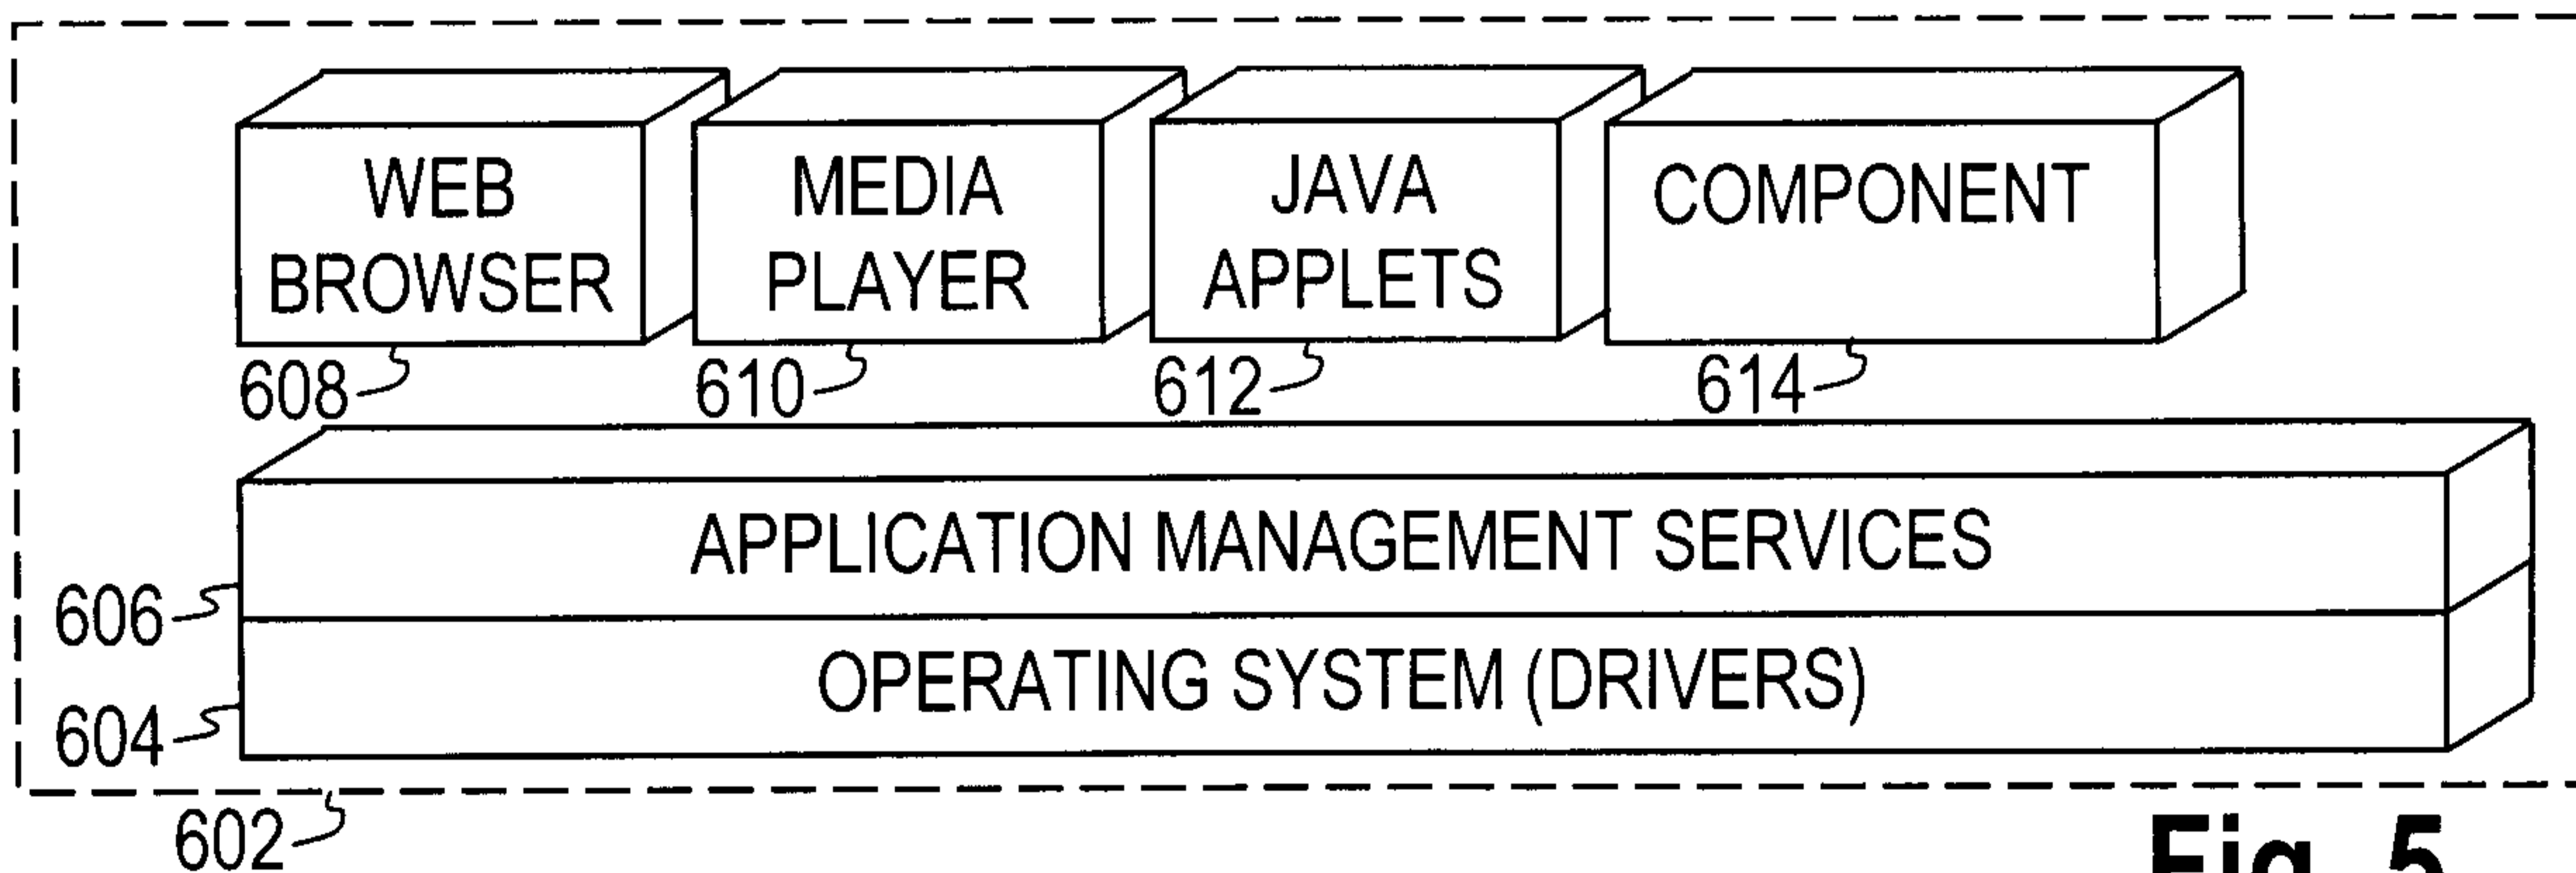 WEB
BROWSER
MEDIA
PLAYER
JAVA
APPLETS
COMPONENT
608
610
612
614
APPLICATION MANAGEMENT SERVICES
606
OPERATING SYSTEM (DRIVERS)
604
602
Fig. 5